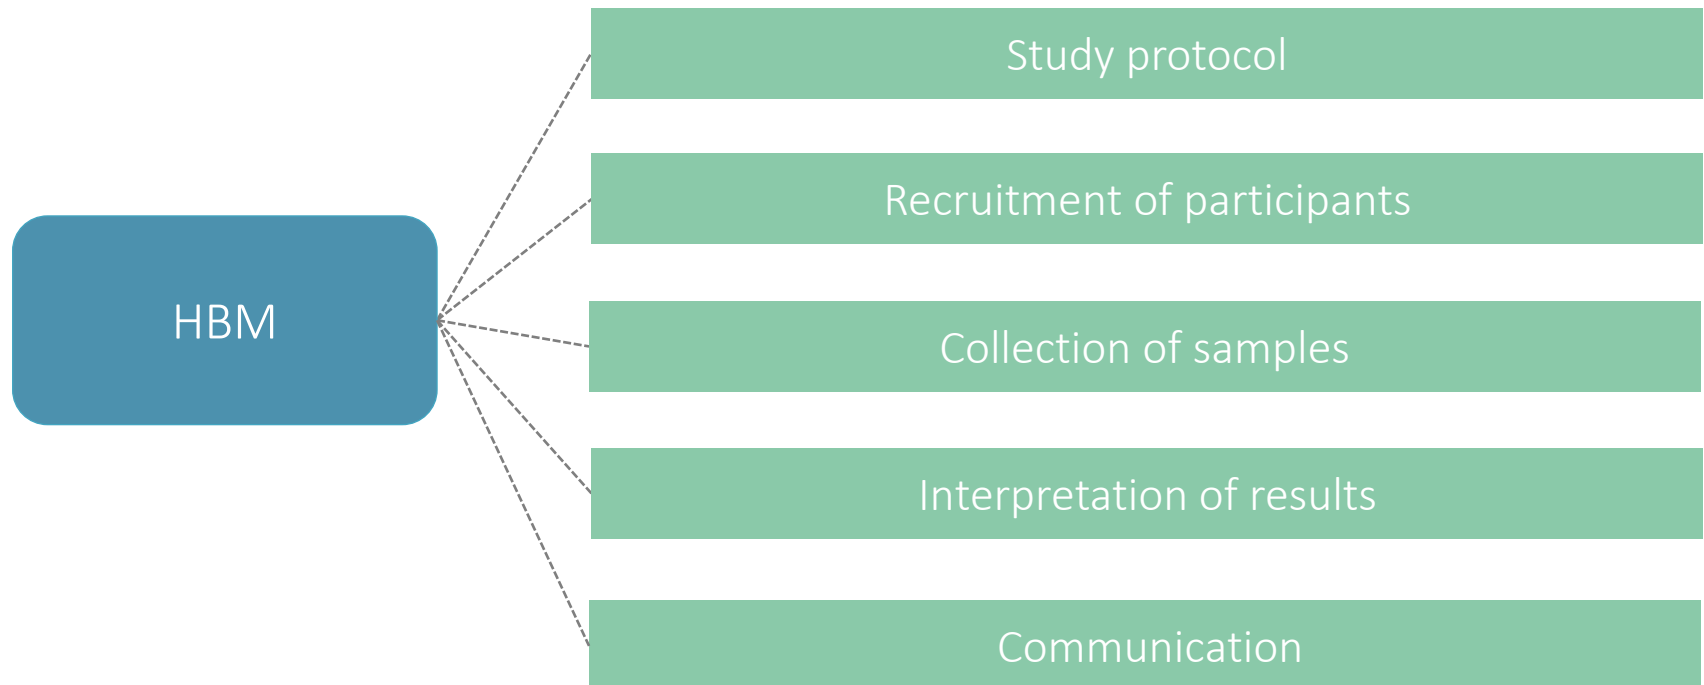 Study protocol
Recruitment of participants
HBM
Collection of samples
Interpretation of results
Communication